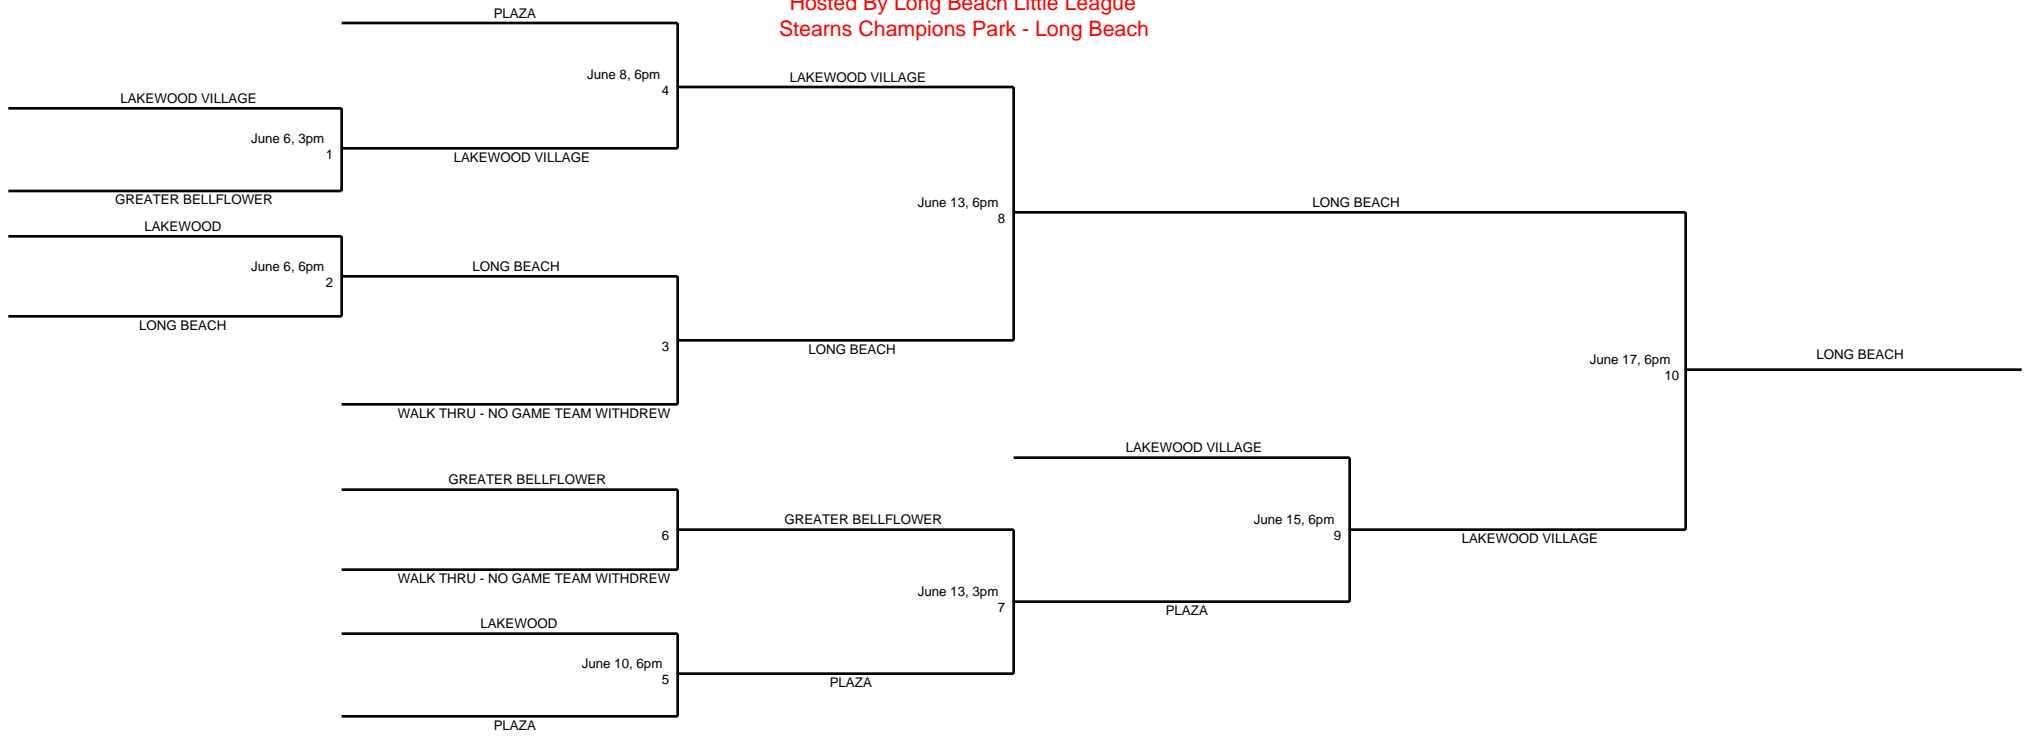 Hosted By Long Beach Little League
Stearns Champions Park - Long Beach
PLAZA
June 8, 6pm
4
LAKEWOOD VILLAGE
LAKEWOOD VILLAGE
June 6, 3pm
1
LAKEWOOD VILLAGE
GREATER BELLFLOWER
June 13, 6pm
8
LONG BEACH
LAKEWOOD
June 6, 6pm
2
LONG BEACH
LONG BEACH
3
LONG BEACH
WALK THRU - NO GAME TEAM WITHDREW
June 17, 6pm
10
LONG BEACH
LAKEWOOD VILLAGE
GREATER BELLFLOWER
6
GREATER BELLFLOWER
June 15, 6pm
9
LAKEWOOD VILLAGE
WALK THRU - NO GAME TEAM WITHDREW
June 13, 3pm
7
PLAZA
LAKEWOOD
June 10, 6pm
5
PLAZA
PLAZA